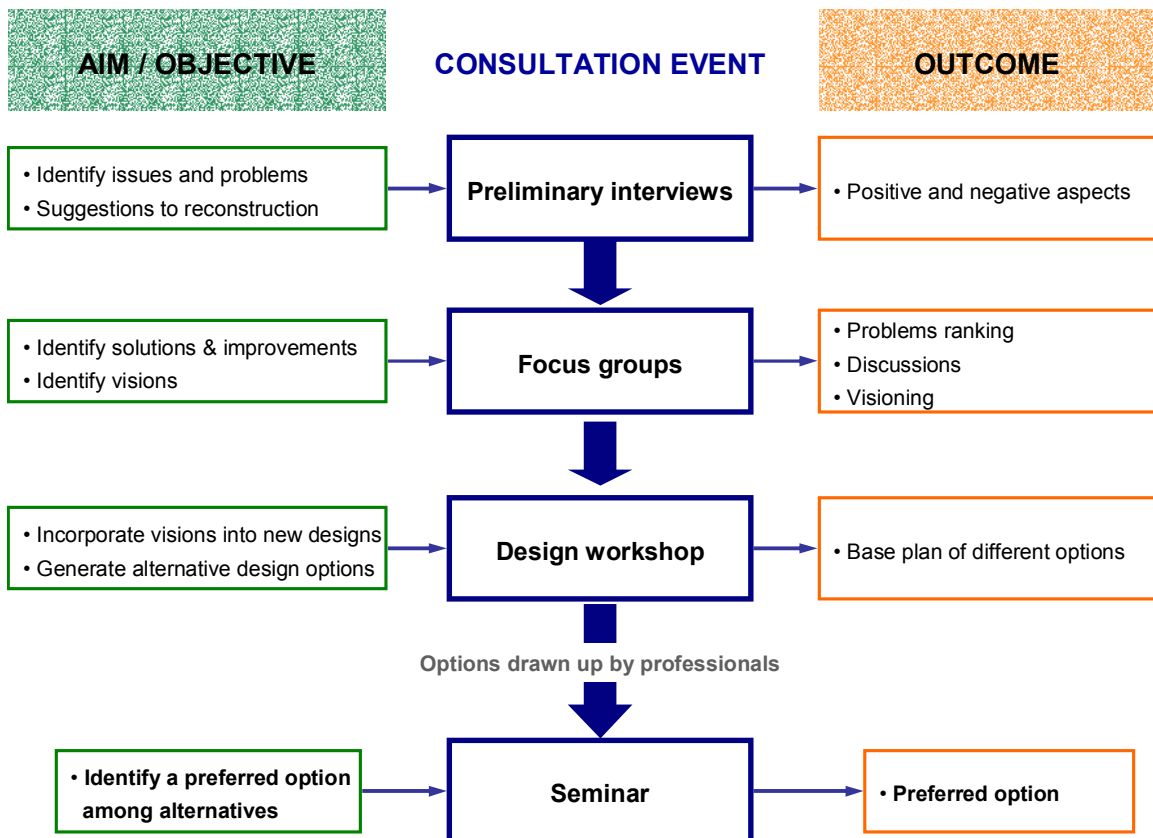 AIM / OBJECTIVE
CONSULTATION EVENT
OUTCOME
• Identify issues and problems
• Suggestions to reconstruction
Preliminary interviews
• Positive and negative aspects
• Identify solutions & improvements
• Identify visions
Focus groups
• Problems ranking
• Discussions
• Visioning
• Incorporate visions into new designs
• Generate alternative design options
Design workshop
• Base plan of different options
Options drawn up by professionals
• Identify a preferred option
among alternatives
Seminar
• Preferred option